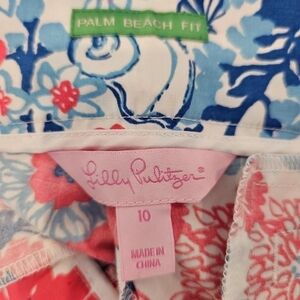 PALM BEACH FIT
Lilly Pulitzer®
10
MADE IN
CHINA